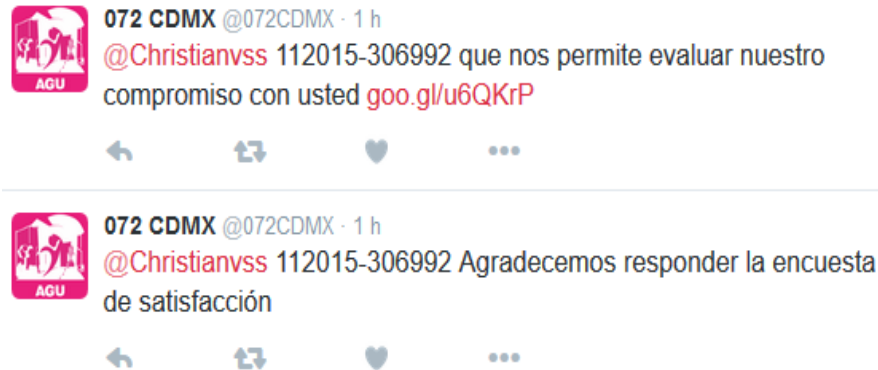 072 CDMX @072CDMX · 1 h
@Christianvss 112015-306992 que nos permite evaluar nuestro
compromiso con usted goo.gl/u6QKrP
AGU
072 CDMX @072CDMX · 1 h
@Christianvss 112015-306992 Agradecemos responder la encuesta
de satisfacción
AGU